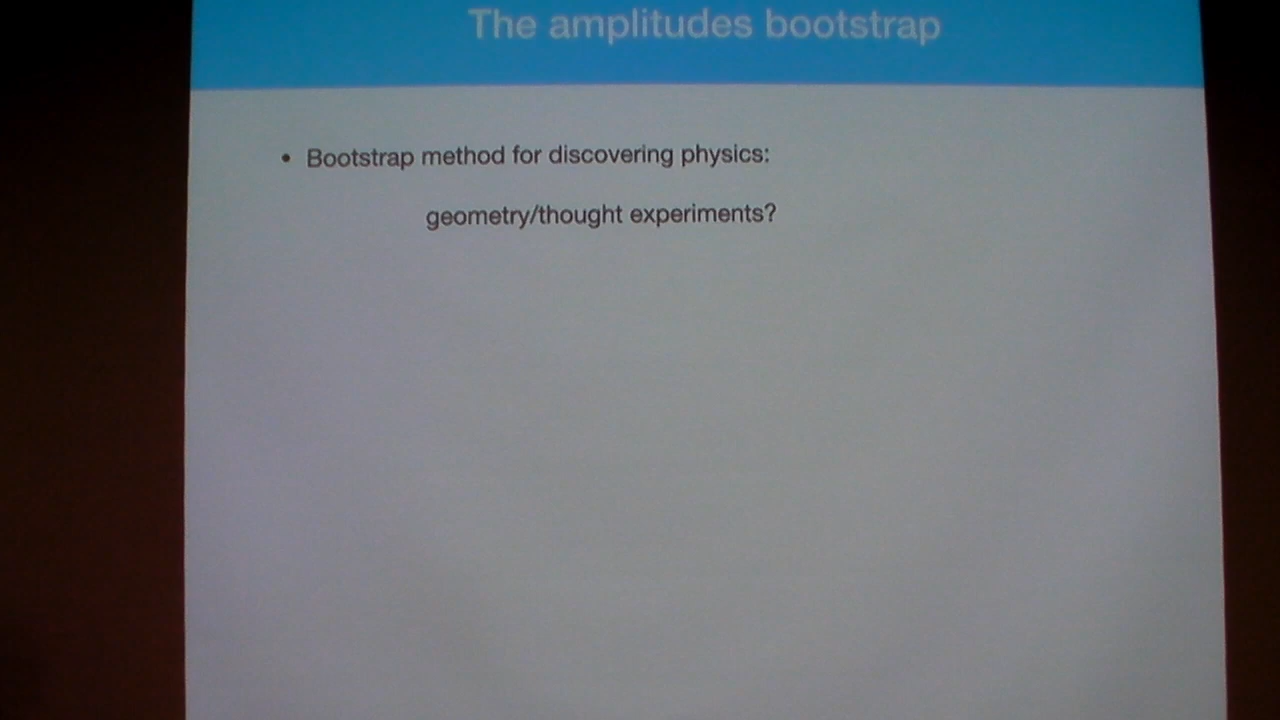 The amplitudes bootstrap
• Bootstrap method for discovering physics:
geometry/thought experiments?